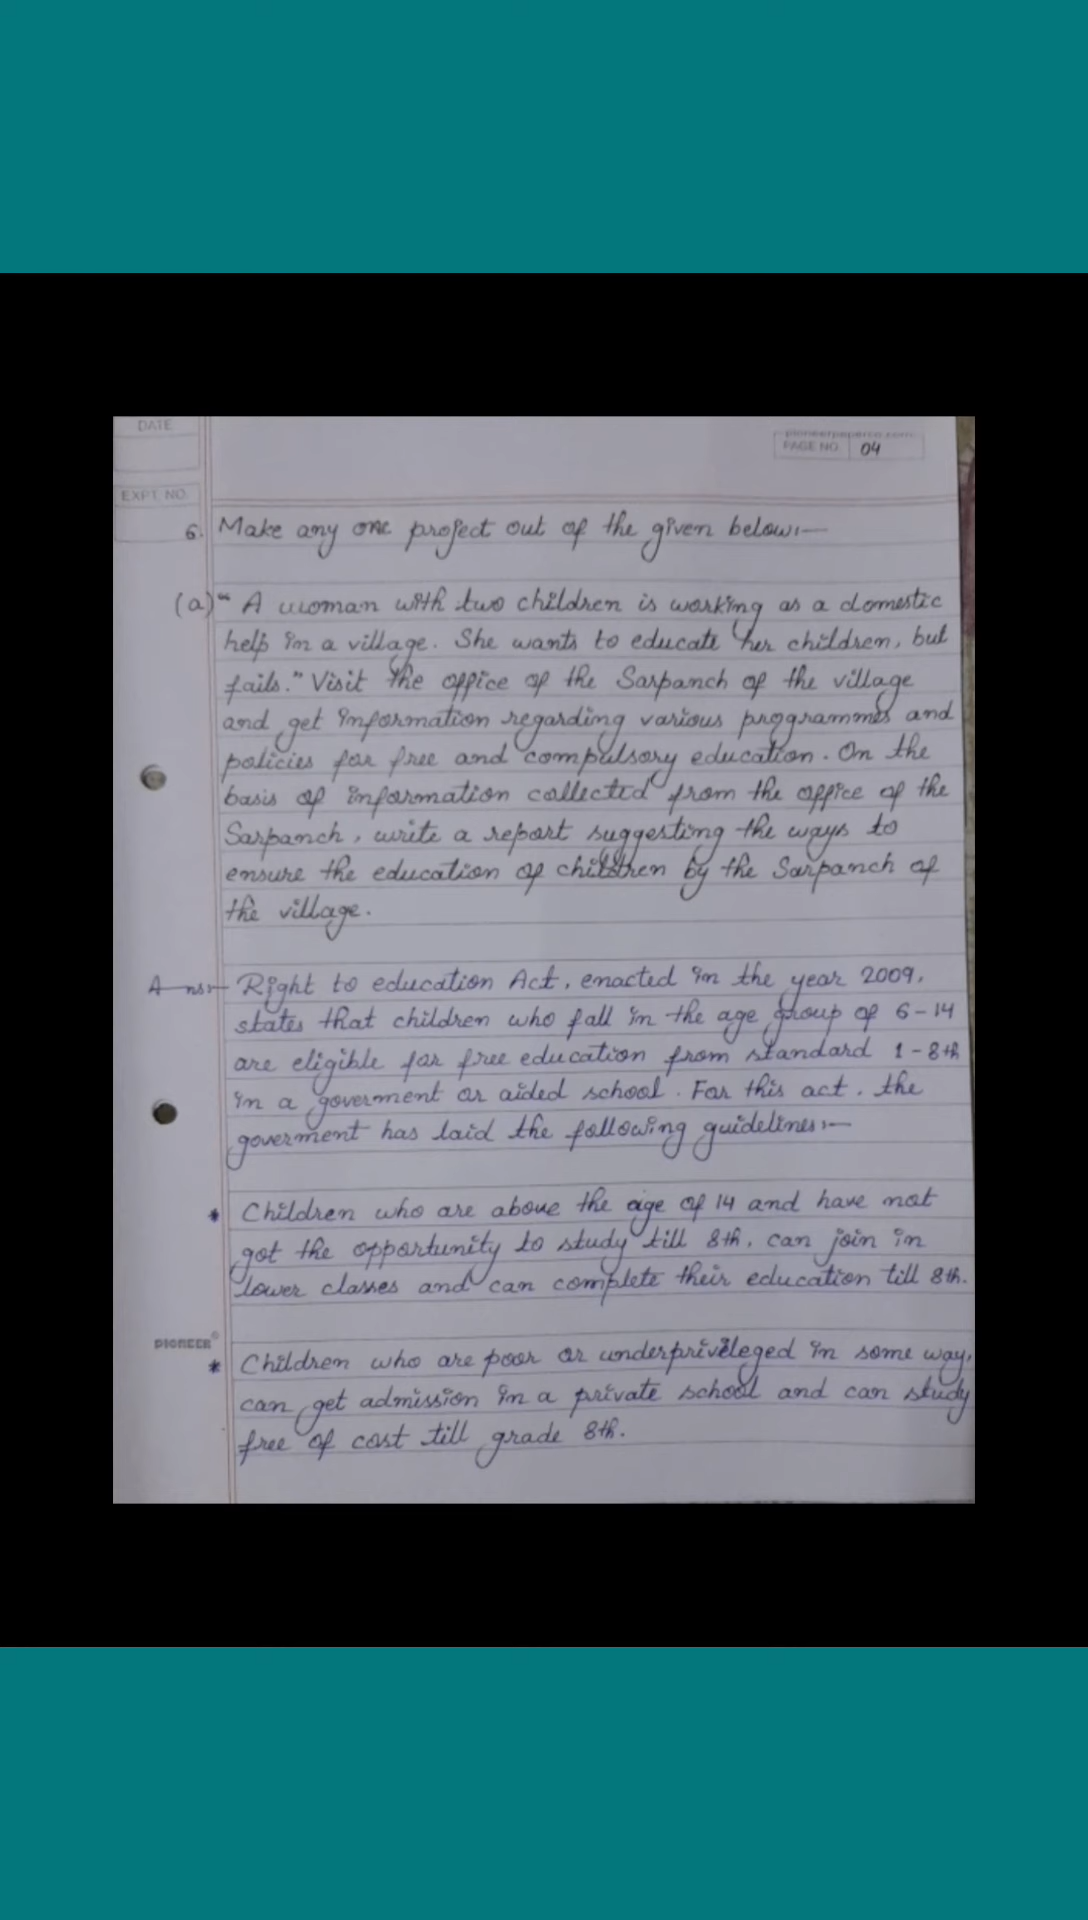 DATE
pioneerpaperco.com
PAGE NO. 04
EXPT. NO.
6. Make any one project out of the given below:—
(a) “ A woman with two children is working as a domestic
help in a village. She wants to educate her children, but
fails.” Visit the office of the Sarpanch of the village
and get information regarding various programmes and
policies for free and compulsory education. On the
basis of information collected from the office of the
Sarpanch, write a report suggesting the ways to
ensure the education of children by the Sarpanch of
the village.
Ans:- Right to education Act, enacted in the year 2009,
states that children who fall in the age group of 6-14
are eligible for free education from standard 1-8th
in a goverment or aided school. For this act, the
goverment has laid the following guidelines:—
* Children who are above the age of 14 and have not
got the opportunity to study till 8th, can join in
lower classes and can complete their education till 8th.
PIONEER
* Children who are poor or underprivileged in some way,
can get admission in a private school and can study
free of cost till grade 8th.